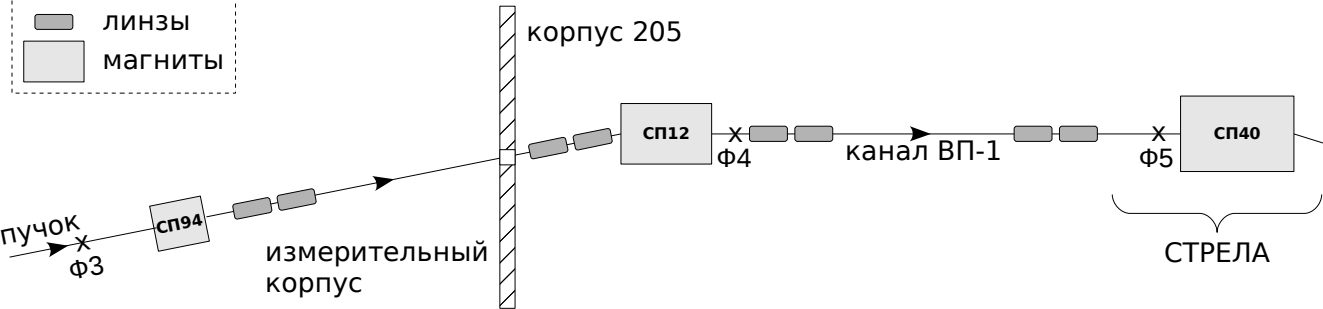 линзы
магниты
корпус 205
СП12
Ф4
канал ВП-1
Ф5
СП40
СТРЕЛА
пучок
Ф3
СП94
измерительный
корпус